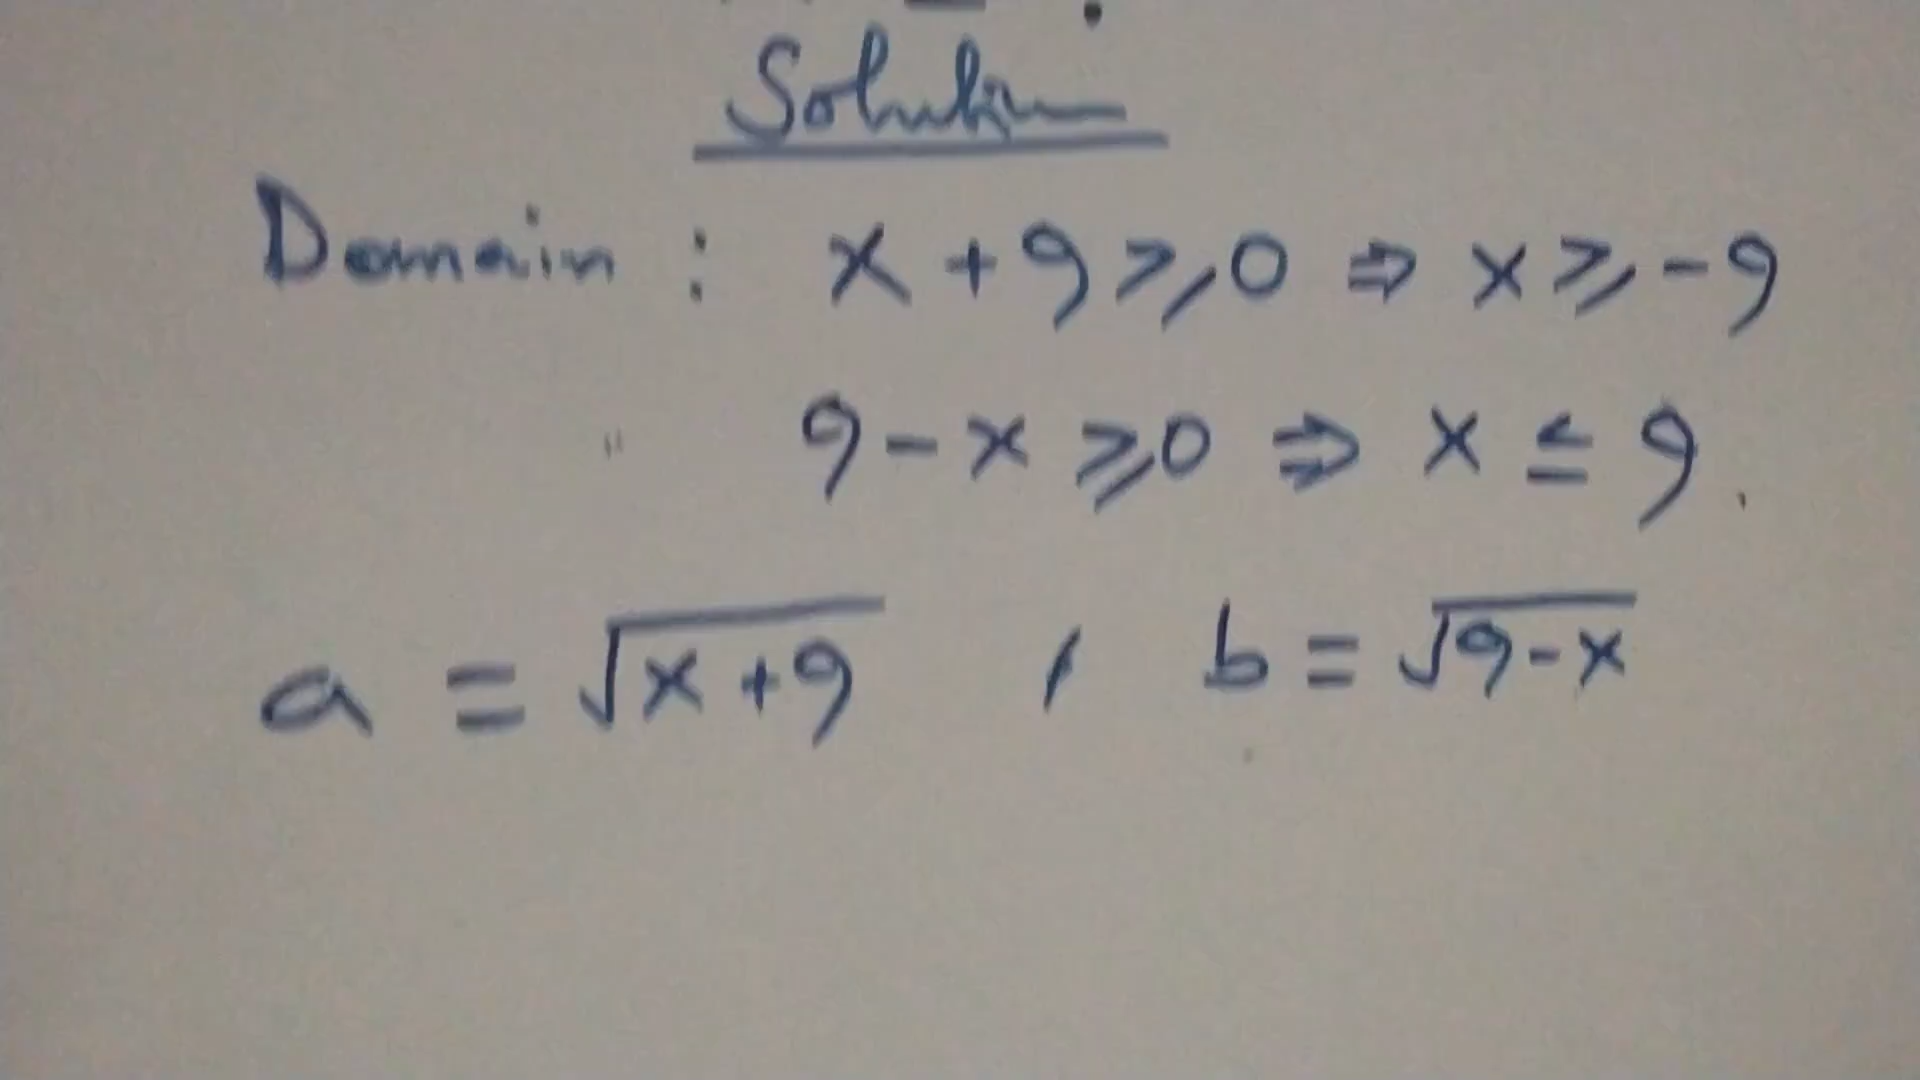 Solution
Domain : x + 9 ⩾ 0 ⇒ x ⩾ -9
" 9 - x ⩾ 0 ⇒ x ≤ 9 .
a = √(x + 9) , b = √(9 - x)